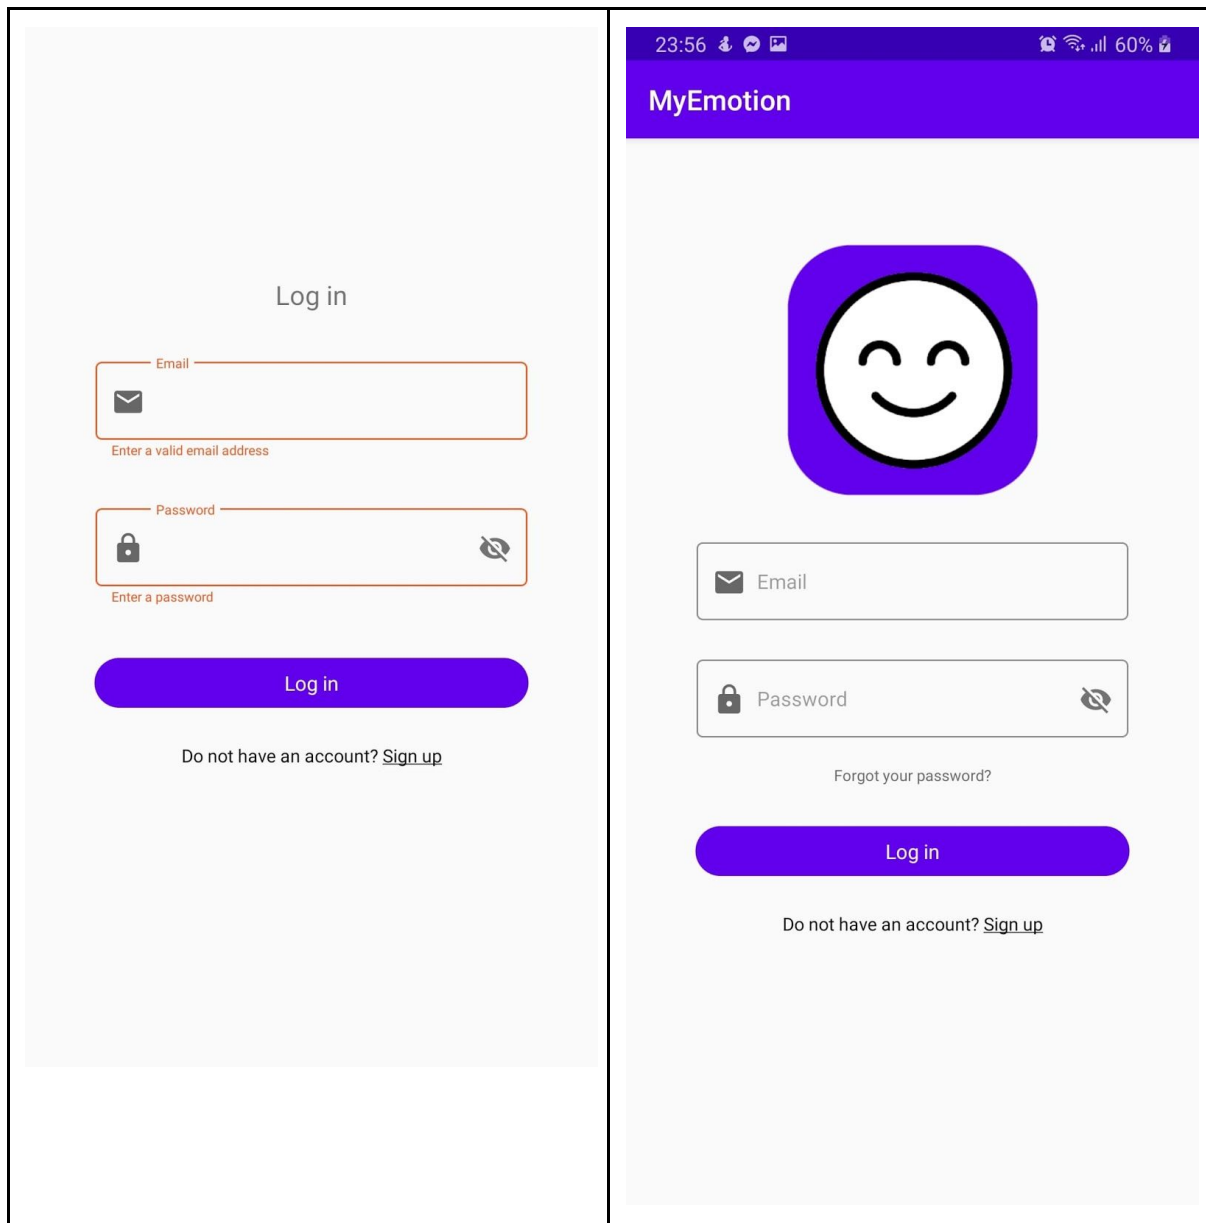 Log in
Email
Enter a valid email address
Password
Enter a password
Log in
Do not have an account? Sign up
23:56 60%
MyEmotion
Email
Password
Forgot your password?
Log in
Do not have an account? Sign up